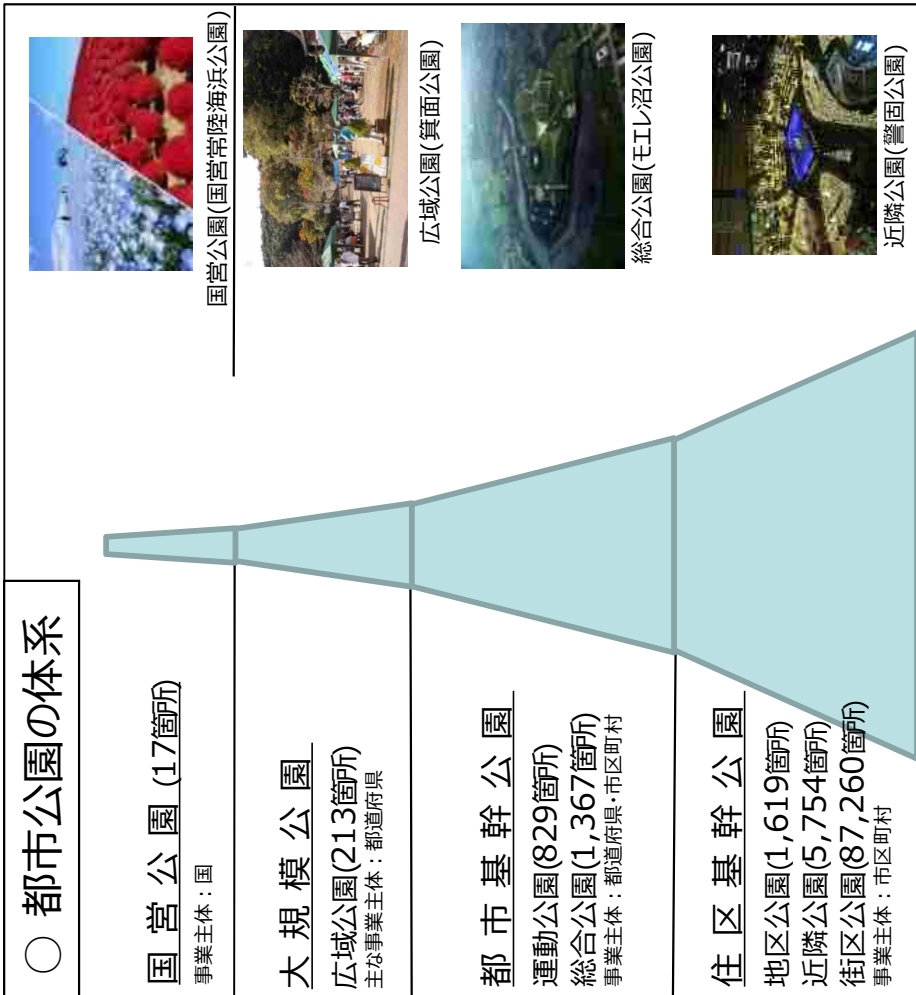 ○ 都市公園の体系
国営公園 (17箇所)
事業主体：国
国営公園(国営常陸海浜公園)
大規模公園
広域公園(213箇所)
主な事業主体：都道府県
広域公園(箕面公園)
都市基幹公園
運動公園(829箇所)
総合公園(1,367箇所)
事業主体：都道府県・市区町村
総合公園(モエレ沼公園)
住区基幹公園
地区公園(1,619箇所)
近隣公園(5,754箇所)
街区公園(87,260箇所)
事業主体：市区町村
近隣公園(警固公園)